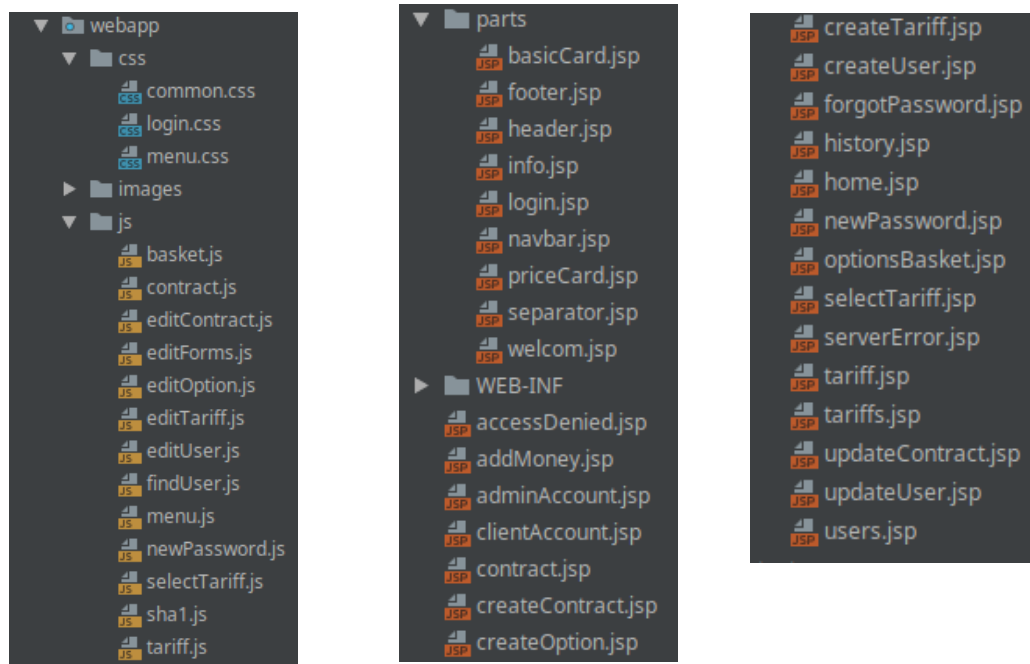 webapp
css
common.css
login.css
menu.css
images
js
basket.js
contract.js
editContract.js
editForms.js
editOption.js
editTariff.js
editUser.js
findUser.js
menu.js
newPassword.js
selectTariff.js
sha1.js
tariff.js
parts
basicCard.jsp
footer.jsp
header.jsp
info.jsp
login.jsp
navbar.jsp
priceCard.jsp
separator.jsp
welcom.jsp
WEB-INF
accessDenied.jsp
addMoney.jsp
adminAccount.jsp
clientAccount.jsp
contract.jsp
createContract.jsp
createOption.jsp
createTariff.jsp
createUser.jsp
forgotPassword.jsp
history.jsp
home.jsp
newPassword.jsp
optionsBasket.jsp
selectTariff.jsp
serverError.jsp
tariff.jsp
tariffs.jsp
updateContract.jsp
updateUser.jsp
users.jsp